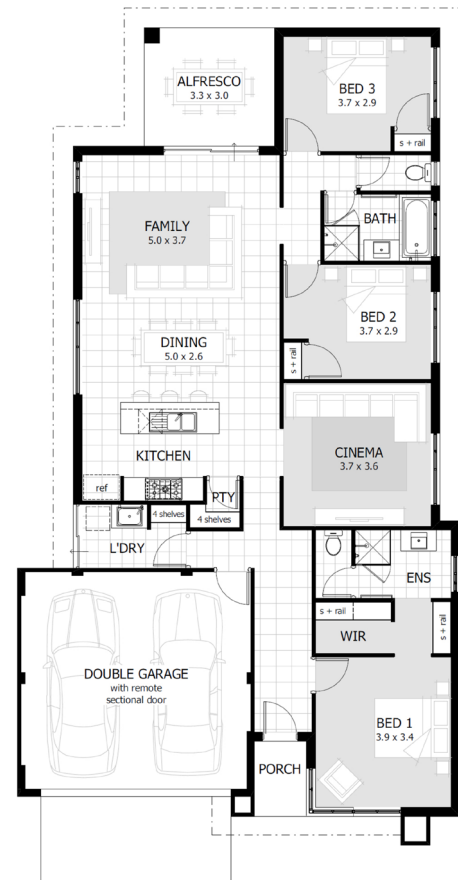 ALFRESCO
3.3 x 3.0
BED 3
3.7 x 2.9
s + rail
BATH
FAMILY
5.0 x 3.7
BED 2
3.7 x 2.9
DINING
5.0 x 2.6
s + rail
CINEMA
3.7 x 3.6
KITCHEN
ref
PTY
4 shelves
4 shelves
L'DRY
ENS
s + rail
WIR
s + rail
DOUBLE GARAGE
with remote
sectional door
BED 1
3.9 x 3.4
PORCH